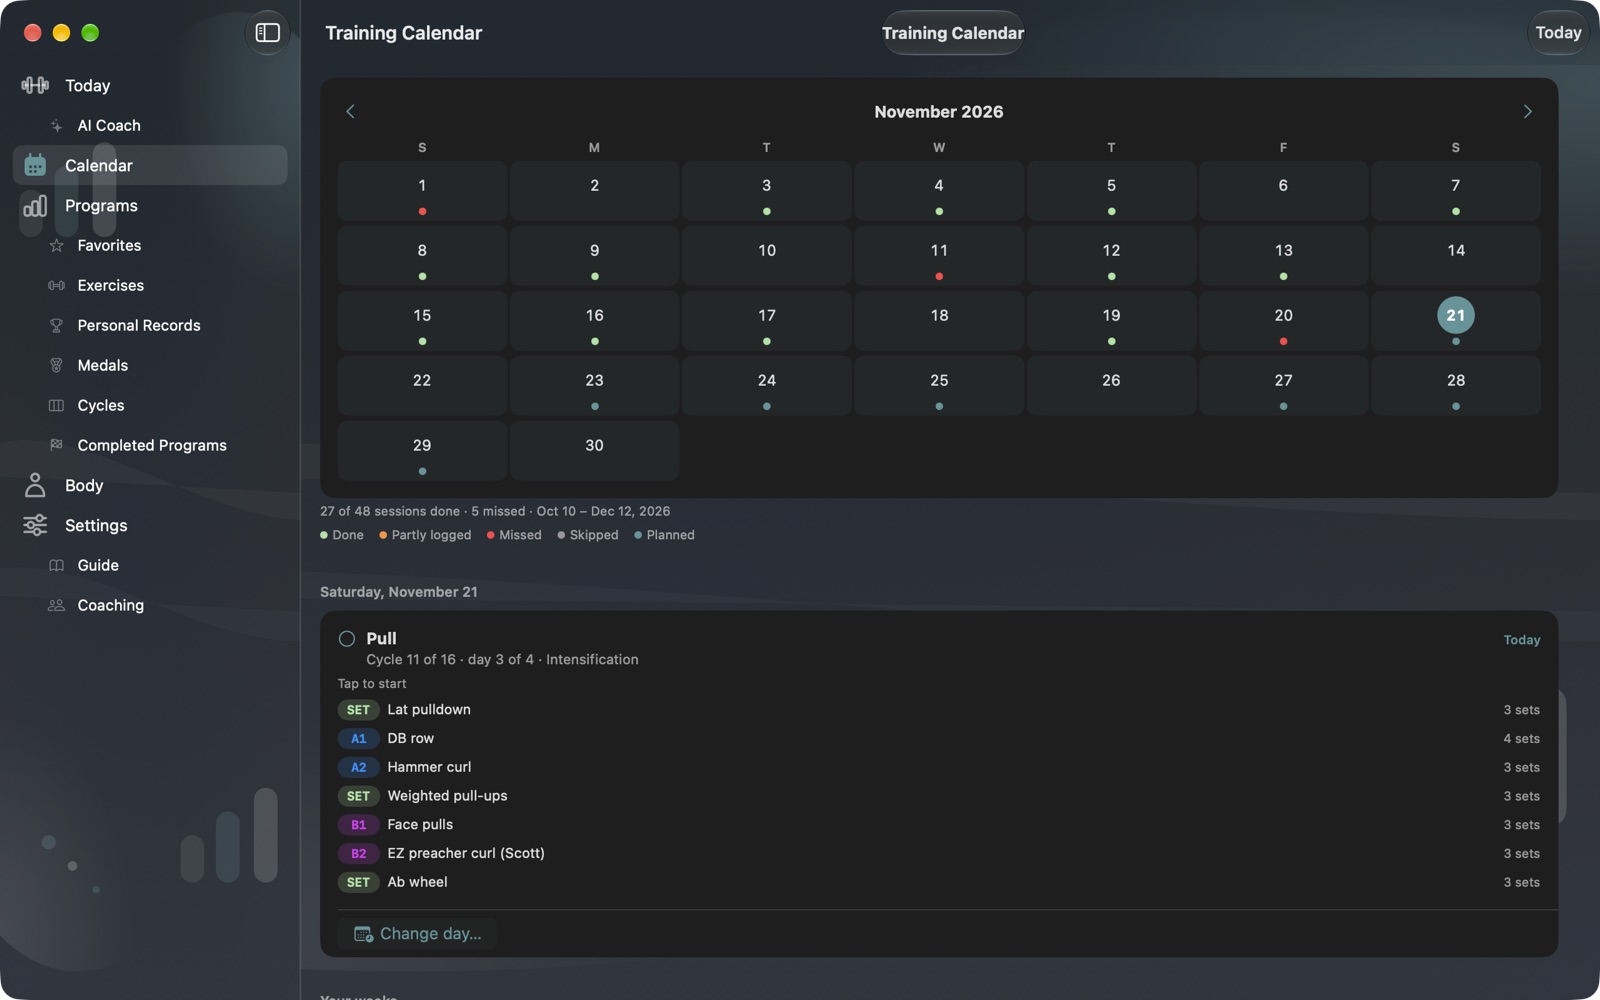 Training Calendar
Training Calendar
Today
Today
AI Coach
Calendar
Programs
Favorites
Exercises
Personal Records
Medals
Cycles
Completed Programs
Body
Settings
Guide
Coaching
November 2026
S M T W T F S
1 2 3 4 5 6 7
8 9 10 11 12 13 14
15 16 17 18 19 20 21
22 23 24 25 26 27 28
29 30
27 of 48 sessions done · 5 missed · Oct 10 – Dec 12, 2026
Done Partly logged Missed Skipped Planned
Saturday, November 21
Pull Today
Cycle 11 of 16 · day 3 of 4 · Intensification
Tap to start
SET Lat pulldown 3 sets
A1 DB row 4 sets
A2 Hammer curl 3 sets
SET Weighted pull-ups 3 sets
B1 Face pulls 3 sets
B2 EZ preacher curl (Scott) 3 sets
SET Ab wheel 3 sets
Change day...